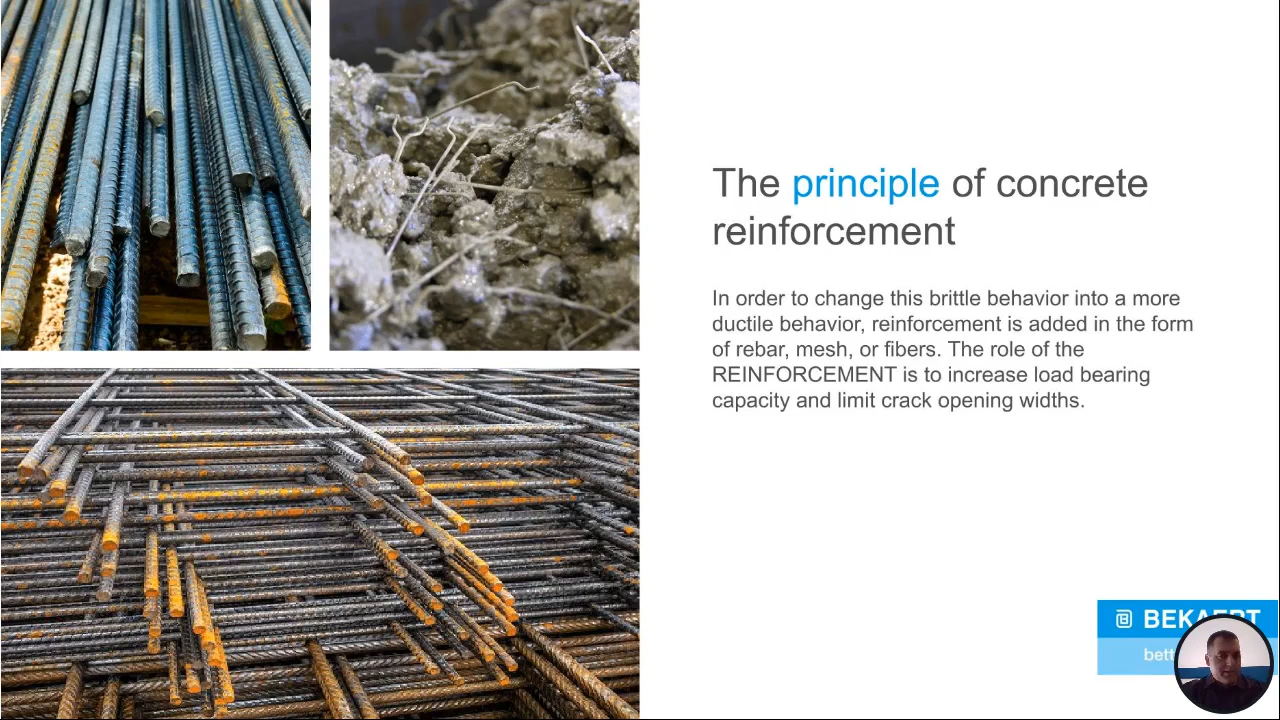 The principle of concrete
reinforcement
In order to change this brittle behavior into a more
ductile behavior, reinforcement is added in the form
of rebar, mesh, or fibers. The role of the
REINFORCEMENT is to increase load bearing
capacity and limit crack opening widths.
BEKAERT